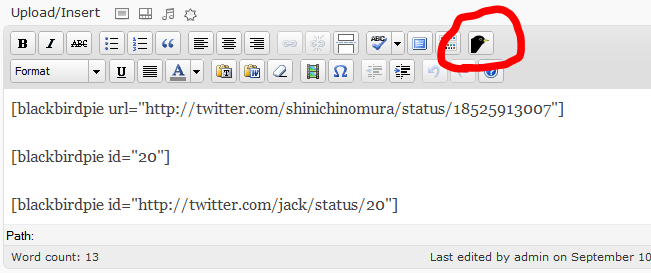 Upload/Insert
B I ABC ABC
Format U A T W Ω ?
[blackbirdpie url="http://twitter.com/shinichinomura/status/18525913007"]
[blackbirdpie id="20"]
[blackbirdpie id="http://twitter.com/jack/status/20"]
Path:
Word count: 13 Last edited by admin on September 10